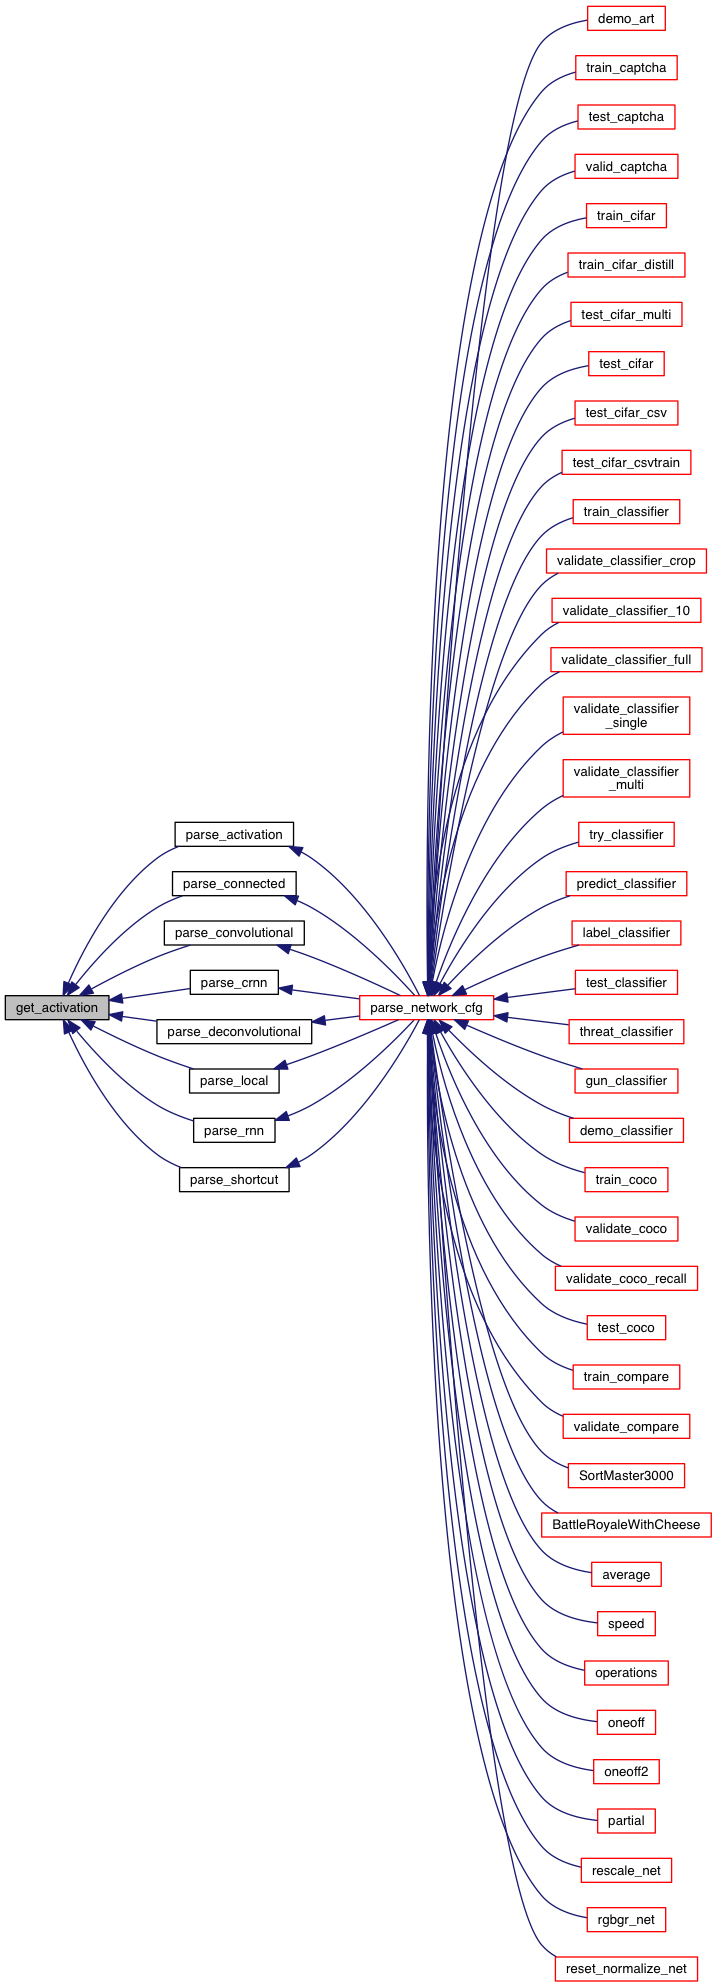 demo_art
train_captcha
test_captcha
valid_captcha
train_cifar
train_cifar_distill
test_cifar_multi
test_cifar
test_cifar_csv
test_cifar_csvtrain
train_classifier
validate_classifier_crop
validate_classifier_10
validate_classifier_full
validate_classifier
_single
validate_classifier
_multi
parse_activation
try_classifier
parse_connected
predict_classifier
parse_convolutional
label_classifier
parse_crnn
test_classifier
get_activation
parse_network_cfg
parse_deconvolutional
threat_classifier
parse_local
gun_classifier
parse_rnn
demo_classifier
parse_shortcut
train_coco
validate_coco
validate_coco_recall
test_coco
train_compare
validate_compare
SortMaster3000
BattleRoyaleWithCheese
average
speed
operations
oneoff
oneoff2
partial
rescale_net
rgbgr_net
reset_normalize_net